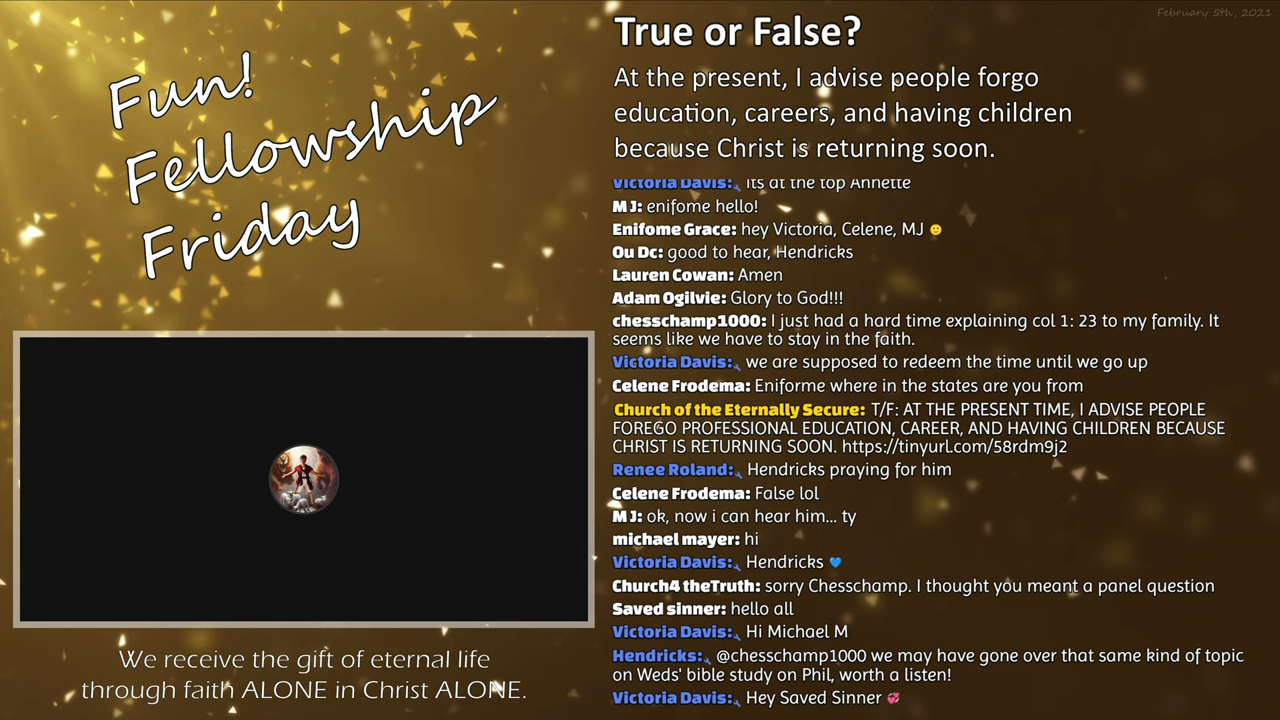 Fun!
Fellowship
Friday
We receive the gift of eternal life
through faith ALONE in Christ ALONE.
February 5th, 2021
True or False?
At the present, I advise people forgo
education, careers, and having children
because Christ is returning soon.
Victoria Davis: its at the top Annette
M J: enifome hello!
Enifome Grace: hey Victoria, Celene, MJ 🙂
Ou Dc: good to hear, Hendricks
Lauren Cowan: Amen
Adam Ogilvie: Glory to God!!!
chesschamp1000: I just had a hard time explaining col 1: 23 to my family. It
seems like we have to stay in the faith.
Victoria Davis: we are supposed to redeem the time until we go up
Celene Frodema: Eniforme where in the states are you from
Church of the Eternally Secure: T/F: AT THE PRESENT TIME, I ADVISE PEOPLE
FOREGO PROFESSIONAL EDUCATION, CAREER, AND HAVING CHILDREN BECAUSE
CHRIST IS RETURNING SOON. https://tinyurl.com/58rdm9j2
Renee Roland: Hendricks praying for him
Celene Frodema: False lol
M J: ok, now i can hear him... ty
michael mayer: hi
Victoria Davis: Hendricks 💙
Church4 theTruth: sorry Chesschamp. I thought you meant a panel question
Saved sinner: hello all
Victoria Davis: Hi Michael M
Hendricks: @chesschamp1000 we may have gone over that same kind of topic
on Weds' bible study on Phil, worth a listen!
Victoria Davis: Hey Saved Sinner 💞